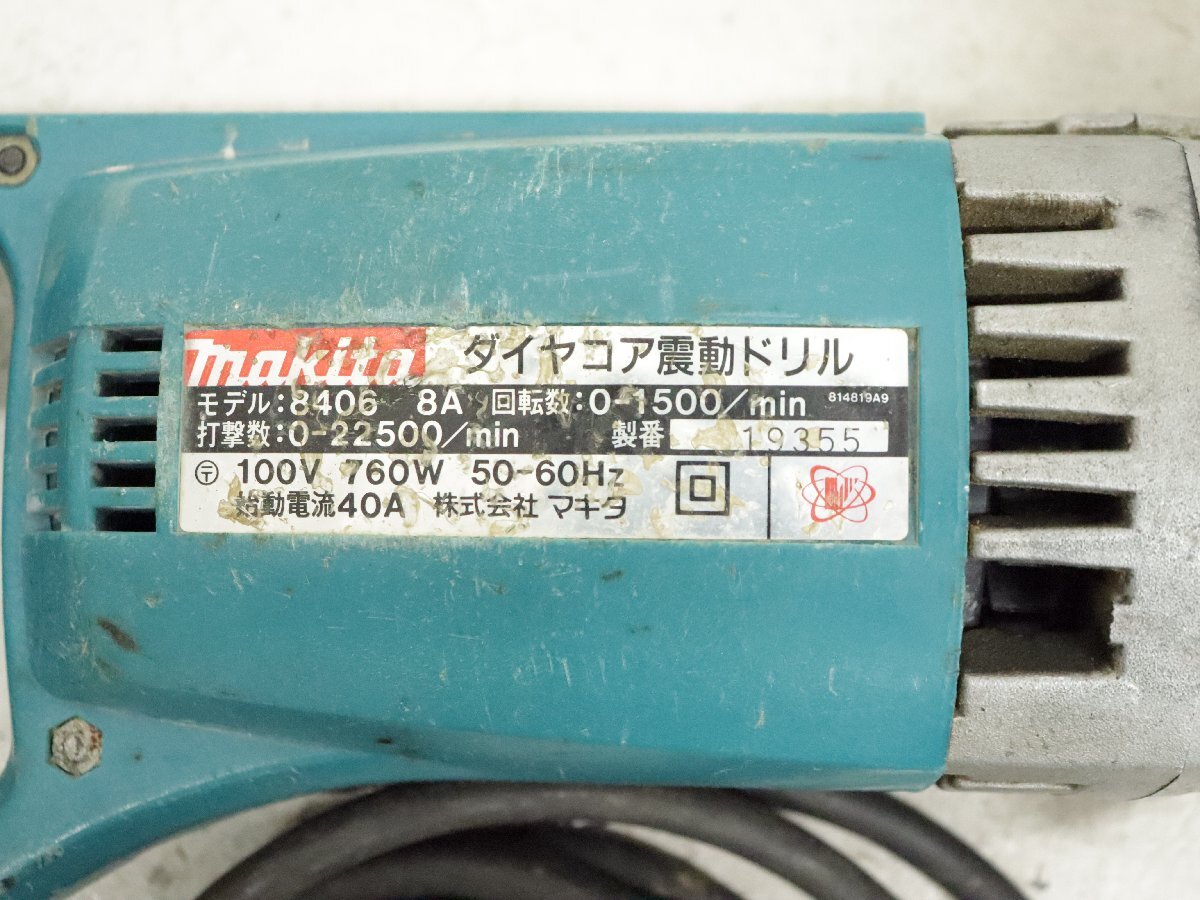 makita ダイヤコア震動ドリル
モデル:8406 8A 回転数:0-1500/min 814819A9
打撃数:0-22500/min 製番 19355
〒 100V 760W 50-60Hz
始動電流40A 株式会社 マキタ